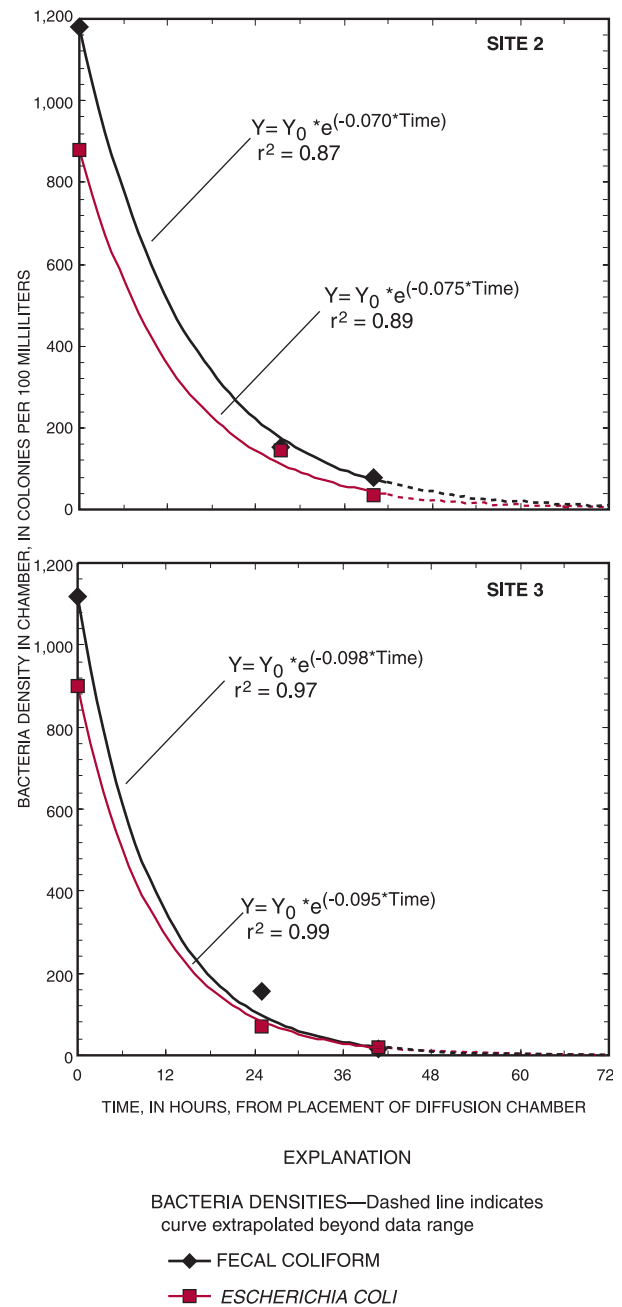 BACTERIA DENSITY IN CHAMBER, IN COLONIES PER 100 MILLILITERS
SITE 2
1,200
1,000
800
600
400
200
0
Y= Y0 *e(-0.070*Time)
r2 = 0.87
Y= Y0 *e(-0.075*Time)
r2 = 0.89
SITE 3
1,200
1,000
800
600
400
200
0
Y= Y0 *e(-0.098*Time)
r2 = 0.97
Y= Y0 *e(-0.095*Time)
r2 = 0.99
0 12 24 36 48 60 72
TIME, IN HOURS, FROM PLACEMENT OF DIFFUSION CHAMBER
EXPLANATION
BACTERIA DENSITIES—Dashed line indicates
curve extrapolated beyond data range
FECAL COLIFORM
ESCHERICHIA COLI